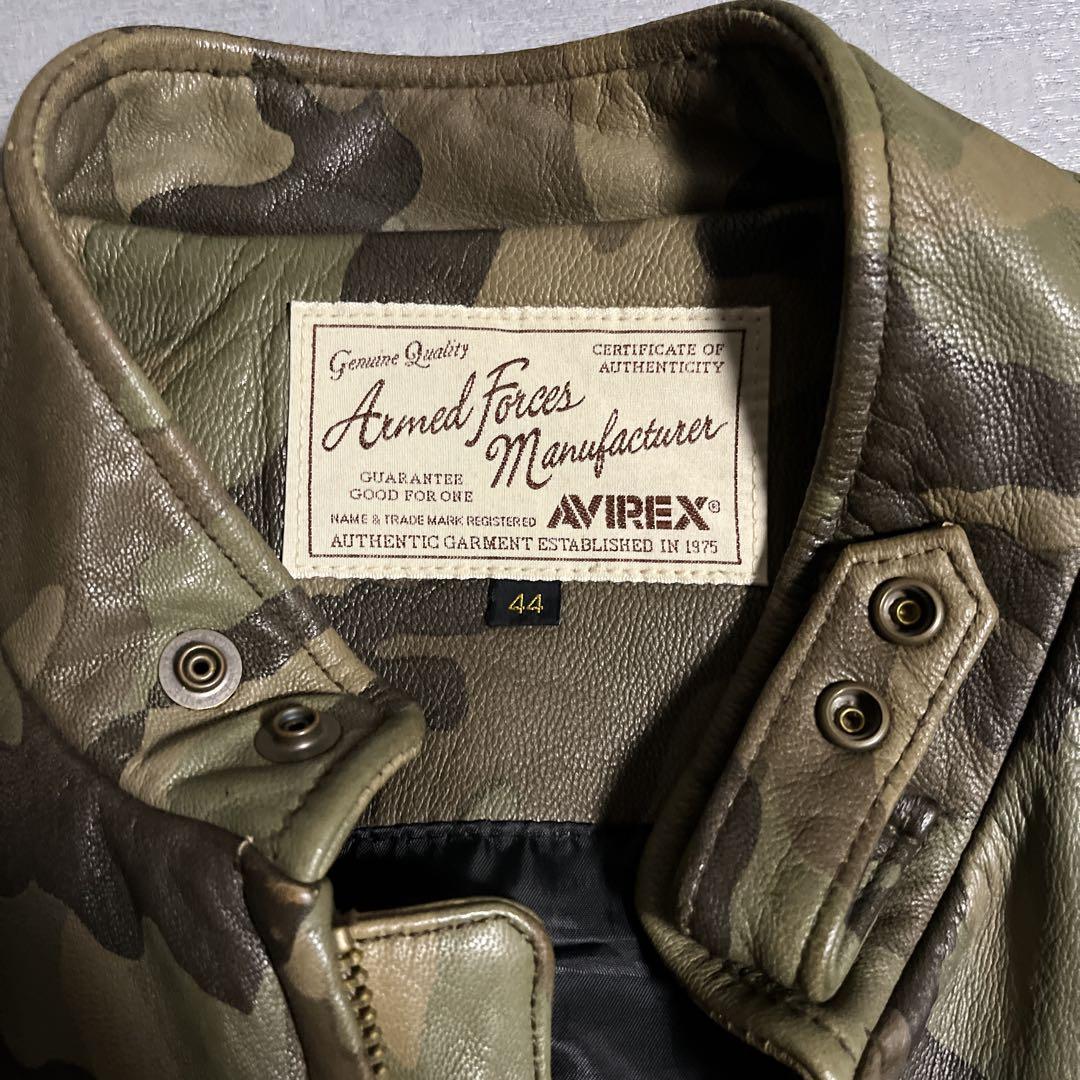 Genuine Quality
CERTIFICATE OF
AUTHENTICITY
Armed Forces
Manufacturer
GUARANTEE
GOOD FOR ONE
NAME & TRADE MARK REGISTERED AVIREX®
AUTHENTIC GARMENT ESTABLISHED IN 1975
44